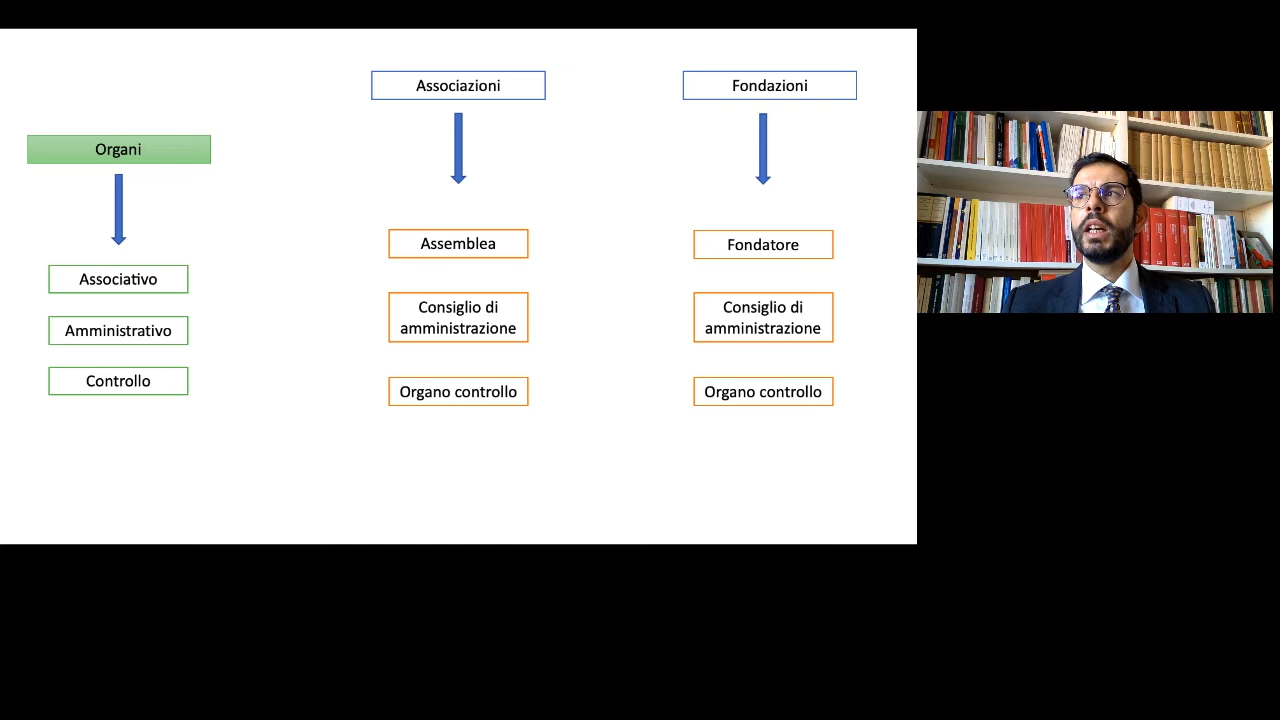 Associazioni
Fondazioni
Organi
Assemblea
Fondatore
Associativo
Consiglio di
amministrazione
Consiglio di
amministrazione
Amministrativo
Controllo
Organo controllo
Organo controllo